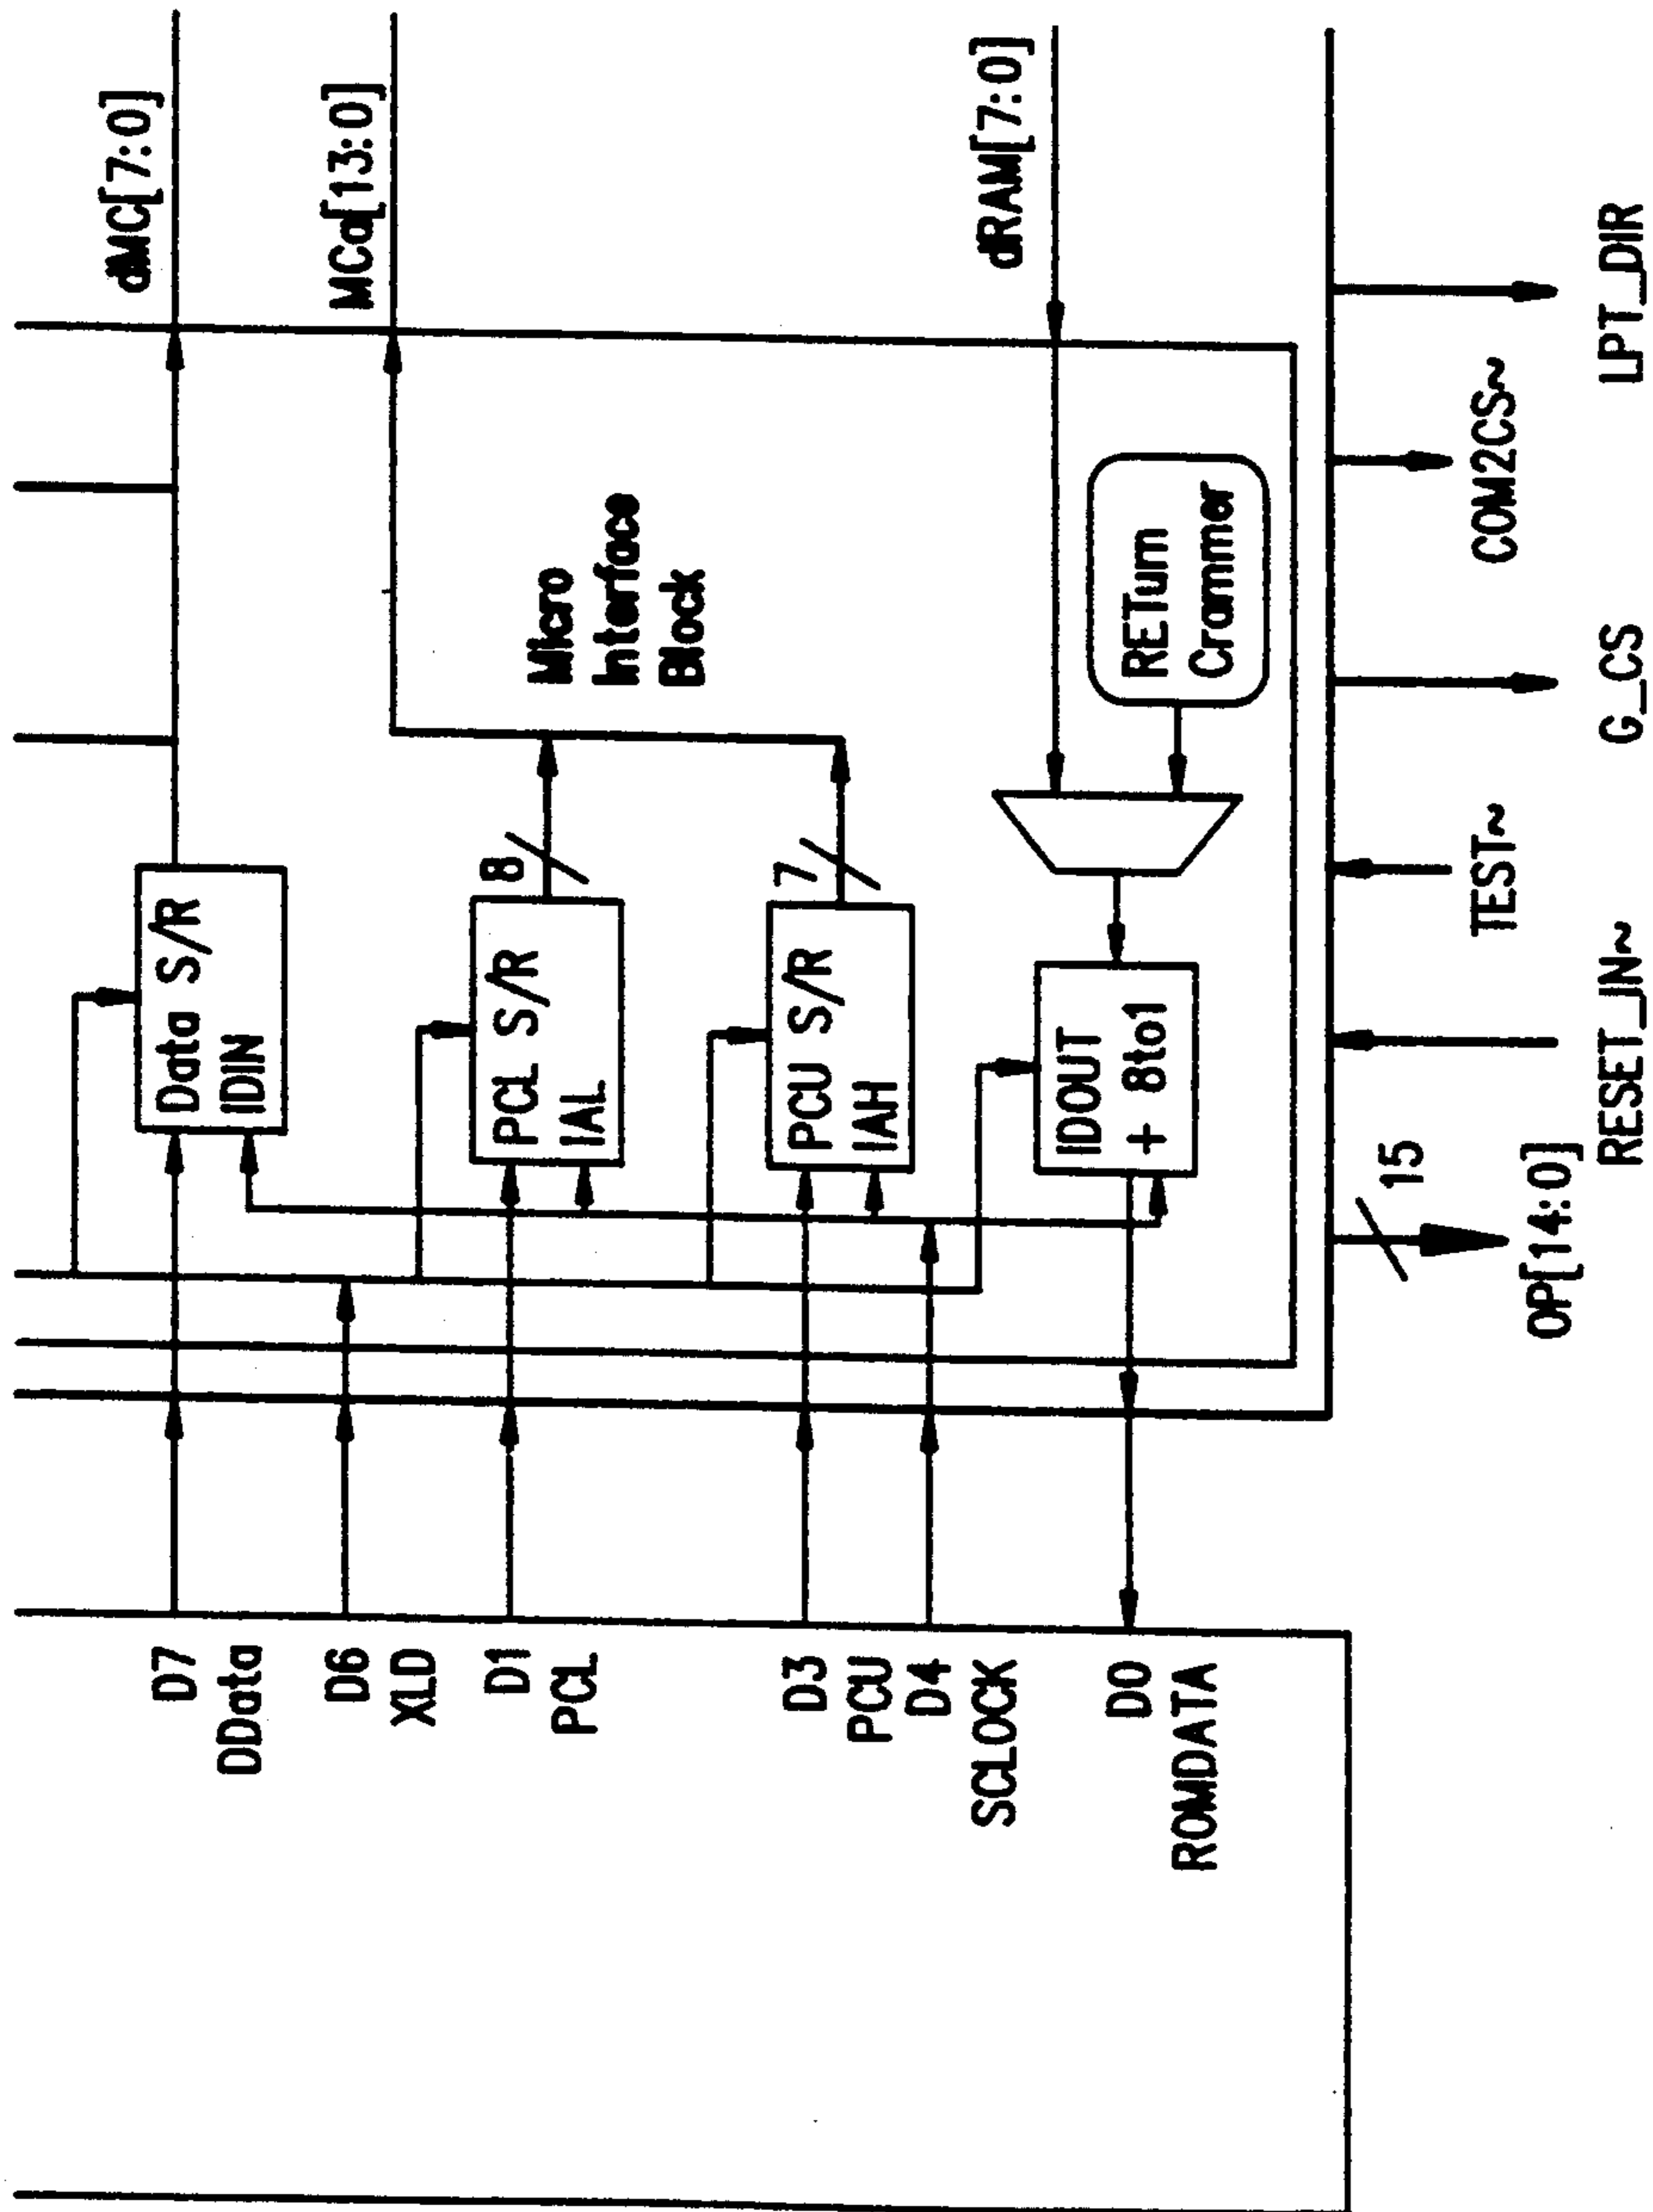 D7
DData
D6
XLD
D1
PCL
D3
PCU
D4
SCLOCK
D0
ROMDATA
Data S/R
IDIN
PCL S/R
IAL
8
PCU S/R
IAH
7
IDOUT
+ 8to1
Micro
Interface
Block
RETurn
Crammer
dMC[7:0]
MCa[13:0]
dRAM[7:0]
15
OP[14:0]
RESET_IN~
TEST~
G_CS
COM2CS~
LPT_DIR